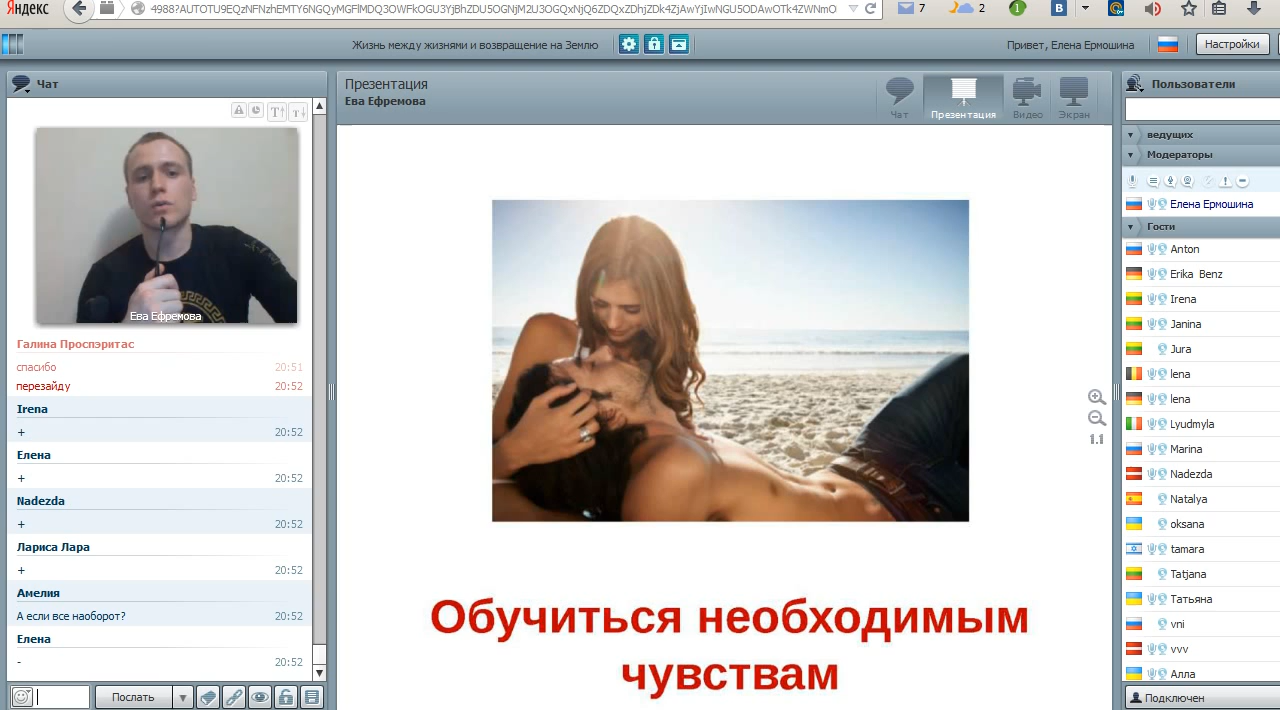 Яндекс
7
2
1
B
Жизнь между жизнями и возвращение на Землю
Привет, Елена Ермошина
Настройки
Чат
Ева Ефремова
Галина Проспэритас
спасибо 20:51
перезайду 20:52
Irena
+ 20:52
Елена
+ 20:52
Nadezda
+ 20:52
Лариса Лара
+ 20:52
Амелия
А если все наоборот? 20:52
Елена
- 20:52
Послать
Презентация
Ева Ефремова
Чат
Презентация
Видео
Экран
1.1
Обучиться необходимым
чувствам
Пользователи
ведущих
Модераторы
Елена Ермошина
Гости
Anton
Erika Benz
Irena
Janina
Jura
lena
lena
Lyudmyla
Marina
Nadezda
Natalya
oksana
tamara
Tatjana
Татьяна
vni
vvv
Алла
Подключен